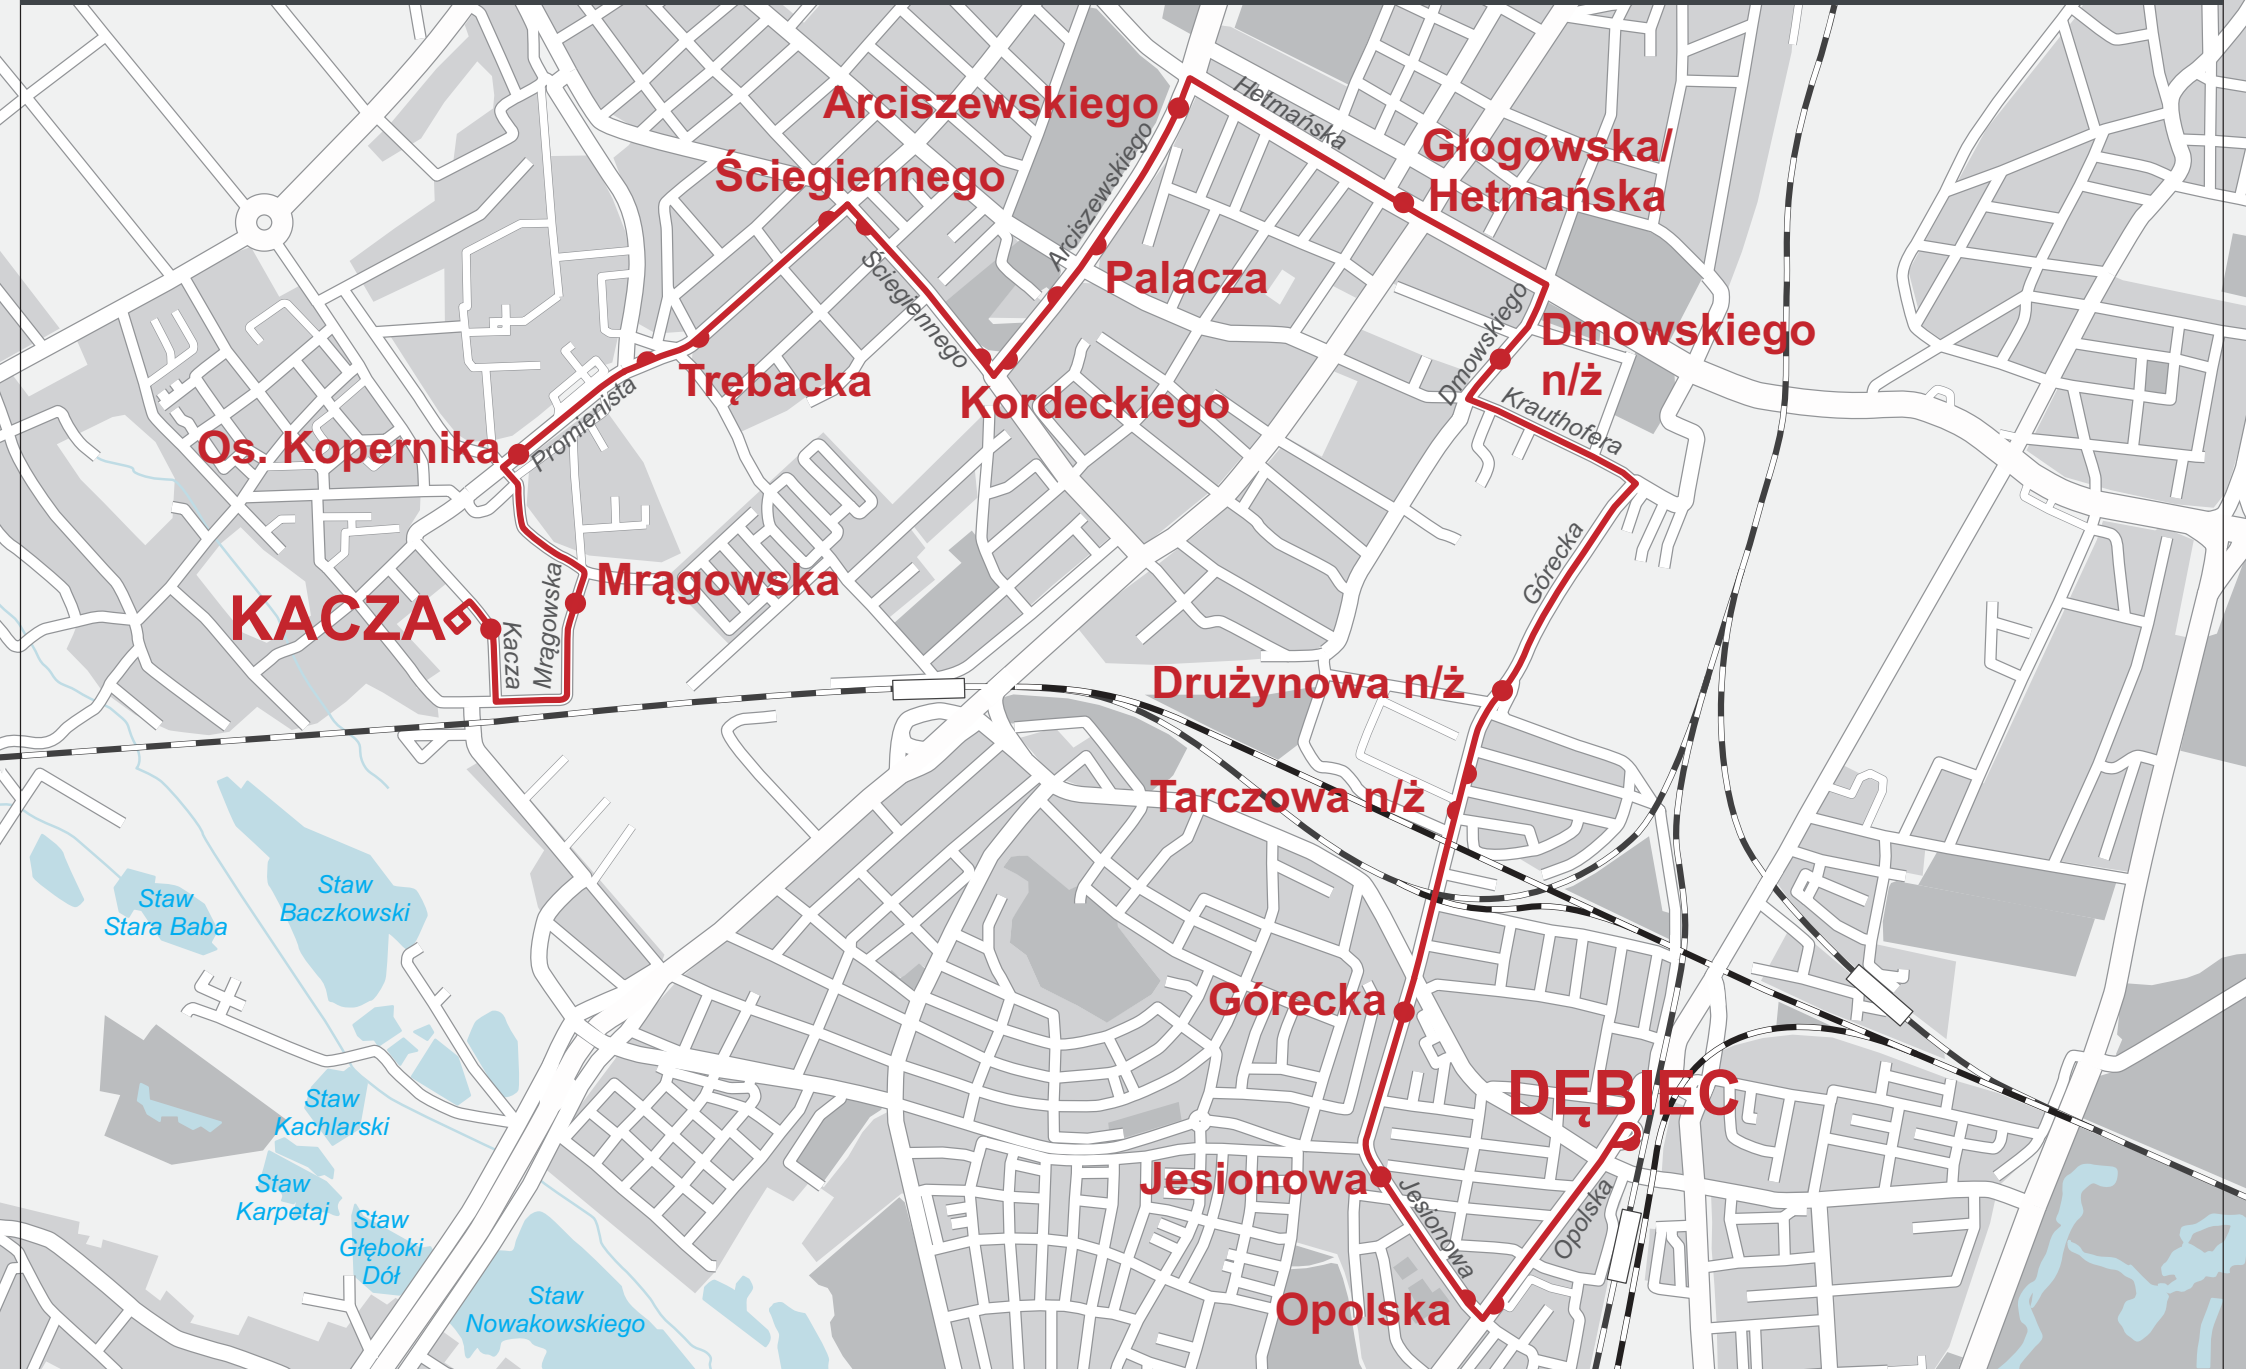 Hetmańska
Arciszewskiego
Arciszewskiego
Głogowska/
Hetmańska
Ściegiennego
Ściegiennego
Palacza
Dmowskiego
Dmowskiego
n/ż
Trębacka
Kordeckiego
Krauthofera
Promienista
Os. Kopernika
Górecka
Mrągowska
Mrągowska
KACZA
Kacza
Drużynowa n/ż
Tarczowa n/ż
Staw
Baczkowski
Staw
Stara Baba
Górecka
DĘBIEC
Staw
Kachlarski
Jesionowa
Jesionowa
Opolska
Staw
Karpetaj
Staw
Głęboki
Dół
Opolska
Staw
Nowakowskiego